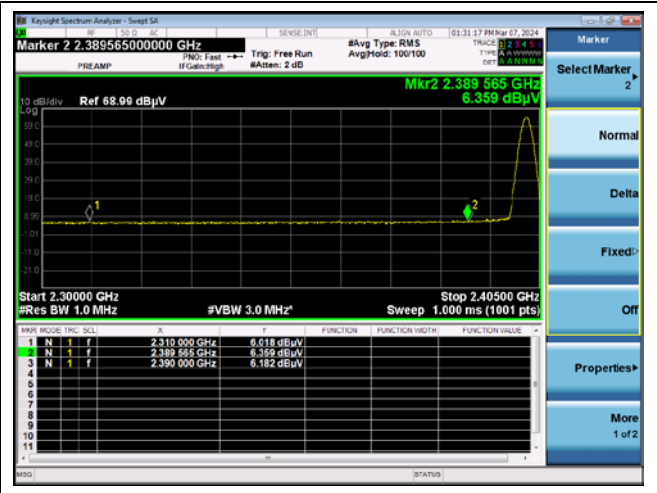 Keysight Spectrum Analyzer - Swept SA
RF 50 Ω AC SENSE:INT ALIGN AUTO 01:31:17 PM Mar 07, 2024
Marker 2 2.389565000000 GHz
PREAMP
PNO: Fast
IFGain:High
Trig: Free Run
#Atten: 2 dB
#Avg Type: RMS
Avg|Hold: 100/100
TRACE 1 2 3 4 5 6
TYPE A WWWWW
DET A A N N N N
Mkr2 2.389 565 GHz
6.359 dBµV
10 dB/div Ref 68.99 dBµV
Log
59.0
49.0
39.0
29.0
19.0
8.99
-1.01
-11.0
-21.0
1
2
Start 2.30000 GHz Stop 2.40500 GHz
#Res BW 1.0 MHz #VBW 3.0 MHz* Sweep 1.000 ms (1001 pts)
MKR MODE TRC SCL X Y FUNCTION FUNCTION WIDTH FUNCTION VALUE
1 N 1 f 2.310 000 GHz 6.018 dBµV
2 N 1 f 2.389 565 GHz 6.359 dBµV
3 N 1 f 2.390 000 GHz 6.182 dBµV
4
5
6
7
8
9
10
11
MSG STATUS
Marker
Select Marker
2
Normal
Delta
Fixed
Off
Properties
More
1 of 2